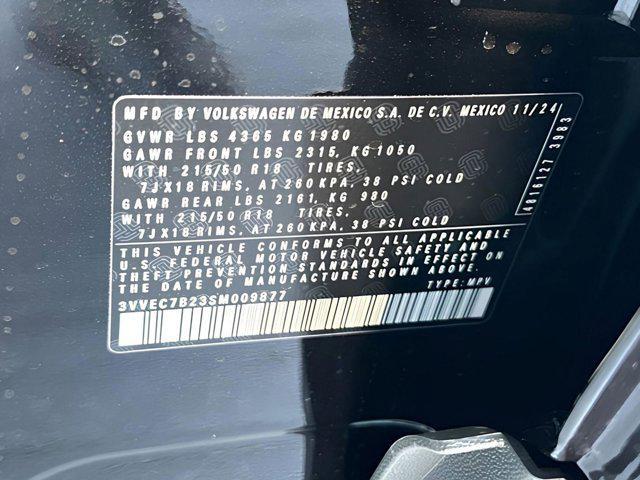 MFD BY VOLKSWAGEN DE MEXICO S.A. DE C.V. MEXICO 11/24
GVWR LBS 4365 KG 1980
GAWR FRONT LBS 2315, KG 1050
WITH 215/50 R18 TIRES,
7JX18 RIMS, AT 260 KPA, 38 PSI COLD
GAWR REAR LBS 2161, KG 980
WITH 215/50 R18 TIRES,
7JX18 RIMS, AT 260 KPA, 38 PSI COLD
THIS VEHICLE CONFORMS TO ALL APPLICABLE
U.S. FEDERAL MOTOR VEHICLE SAFETY AND
THEFT PREVENTION STANDARDS IN EFFECT ON
THE DATE OF MANUFACTURE SHOWN ABOVE.
3VVEC7B23SM009877 TYPE: MPV
4816127 3983